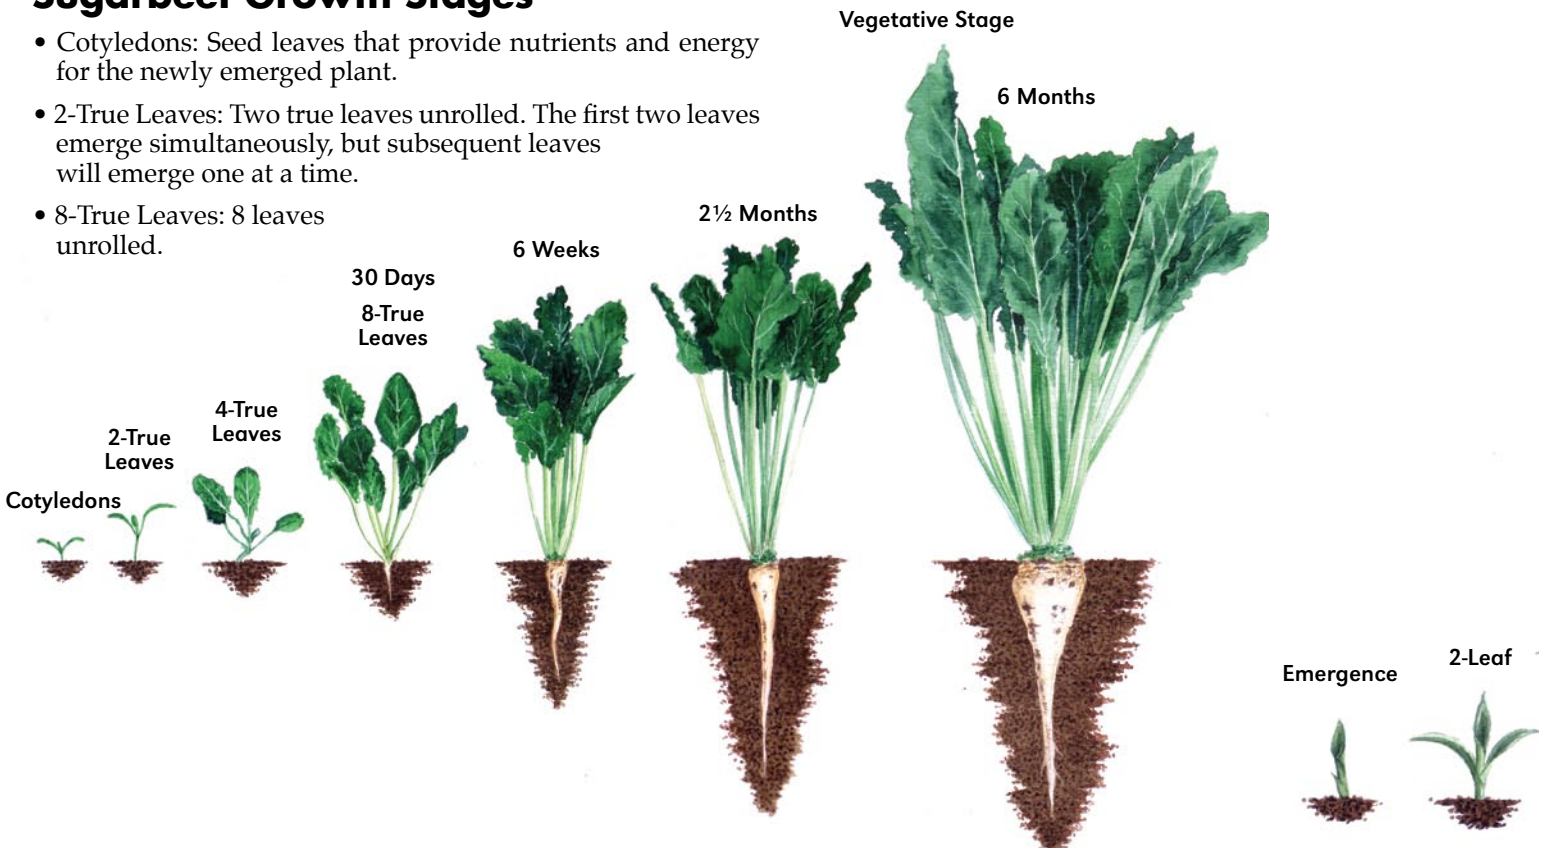 Sugarbeet Growth Stages
• Cotyledons: Seed leaves that provide nutrients and energy
for the newly emerged plant.
• 2-True Leaves: Two true leaves unrolled. The first two leaves
emerge simultaneously, but subsequent leaves
will emerge one at a time.
• 8-True Leaves: 8 leaves
unrolled.
Cotyledons
2-True
Leaves
4-True
Leaves
30 Days
8-True
Leaves
6 Weeks
2½ Months
Vegetative Stage
6 Months
Emergence
2-Leaf